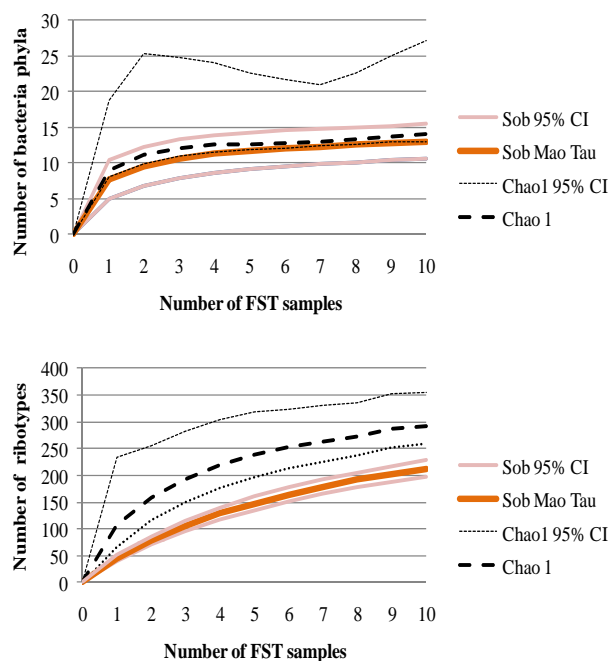 Number of bacteria phyla
30
25
20
15
10
5
0
0 1 2 3 4 5 6 7 8 9 10
Number of FST samples
Sob 95% CI
Sob Mao Tau
Chao1 95% CI
Chao 1
Number of ribotypes
400
350
300
250
200
150
100
50
0
0 1 2 3 4 5 6 7 8 9 10
Number of FST samples
Sob 95% CI
Sob Mao Tau
Chao1 95% CI
Chao 1